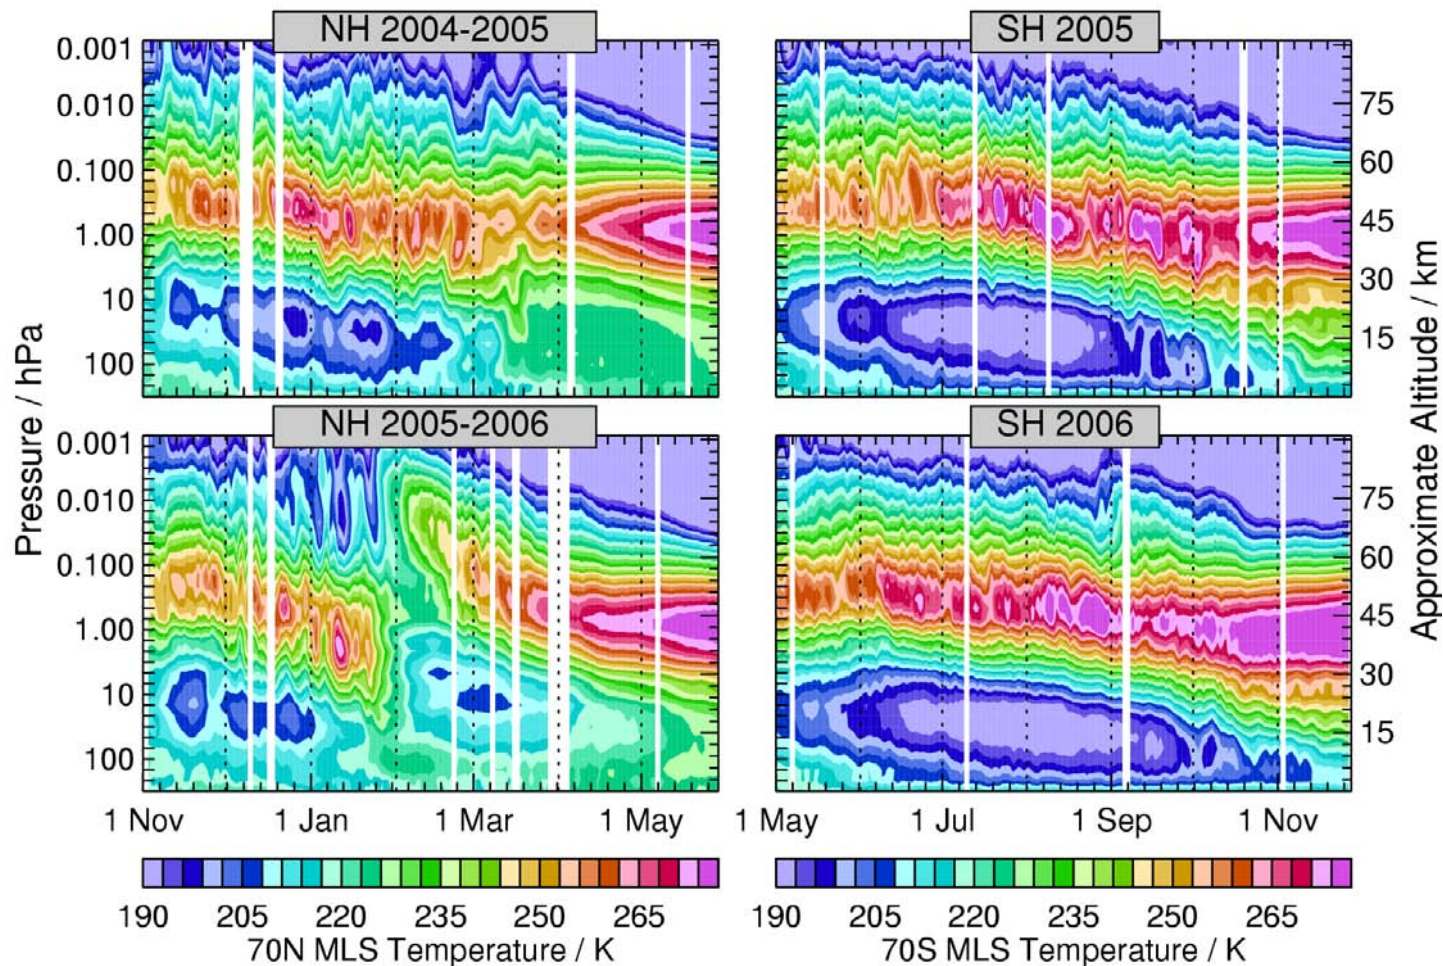 NH 2004-2005
SH 2005
0.001
0.010
0.100
1.00
10
100
75
60
45
30
15
NH 2005-2006
SH 2006
0.001
0.010
0.100
1.00
10
100
75
60
45
30
15
Pressure / hPa
Approximate Altitude / km
1 Nov 1 Jan 1 Mar 1 May
1 May 1 Jul 1 Sep 1 Nov
190 205 220 235 250 265
190 205 220 235 250 265
70N MLS Temperature / K
70S MLS Temperature / K